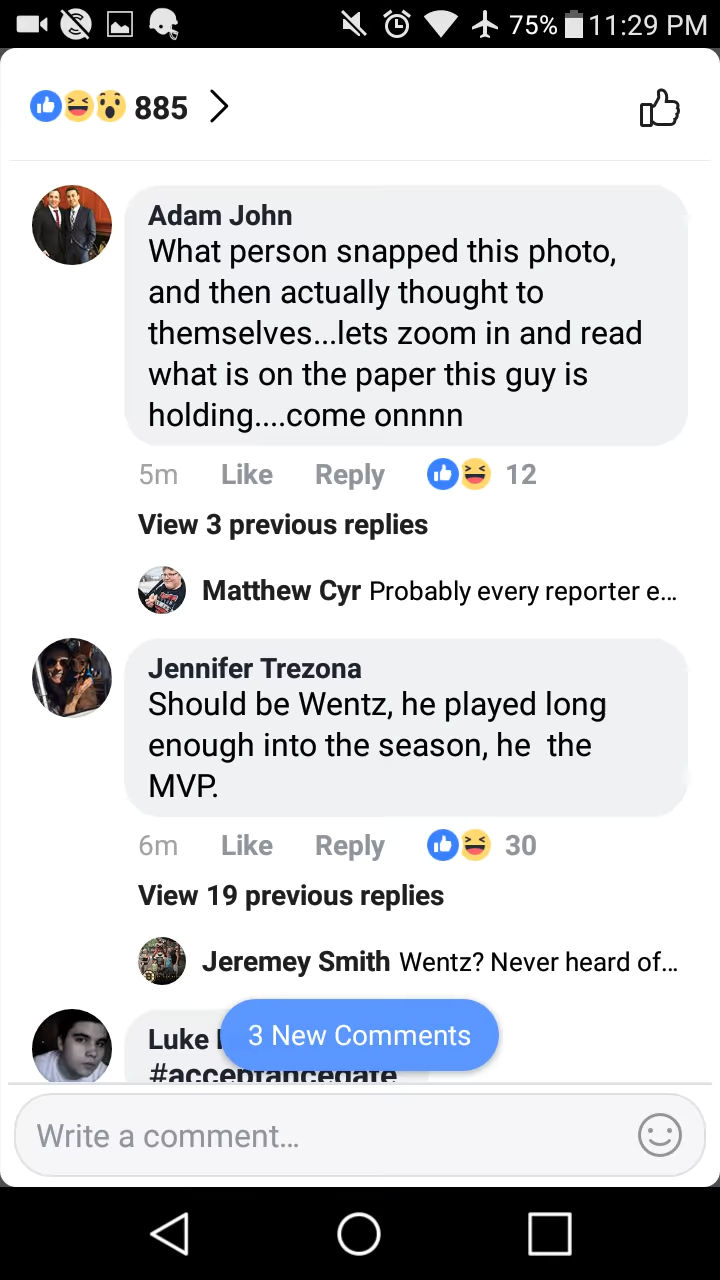 75% 11:29 PM
885
Adam John
What person snapped this photo,
and then actually thought to
themselves...lets zoom in and read
what is on the paper this guy is
holding....come onnnn
5m Like Reply 12
View 3 previous replies
Matthew Cyr Probably every reporter e...
Jennifer Trezona
Should be Wentz, he played long
enough into the season, he  the
MVP.
6m Like Reply 30
View 19 previous replies
Jeremey Smith Wentz? Never heard of...
Luke
3 New Comments
#acceptancegate
Write a comment...